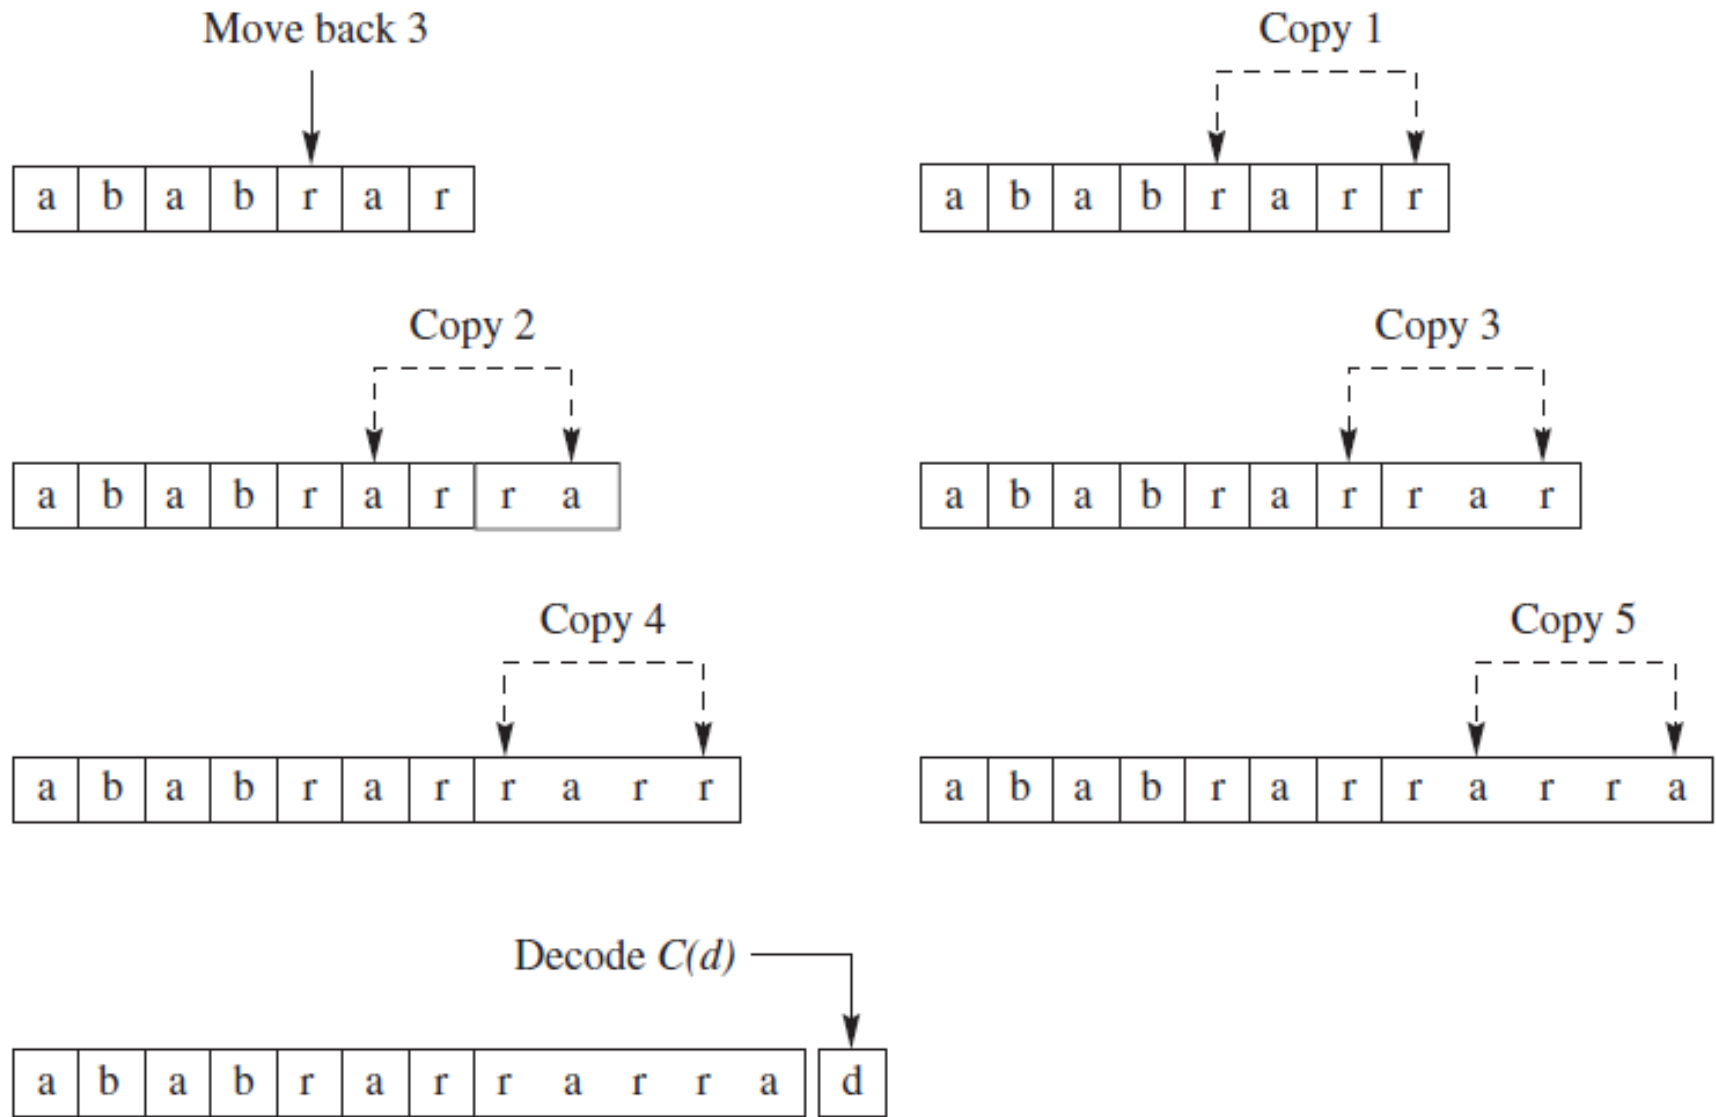 Move back 3
a b a b r a r
Copy 1
a b a b r a r r
Copy 2
a b a b r a r r a
Copy 3
a b a b r a r r a r
Copy 4
a b a b r a r r a r r
Copy 5
a b a b r a r r a r r a
Decode C(d)
a b a b r a r r a r r a d